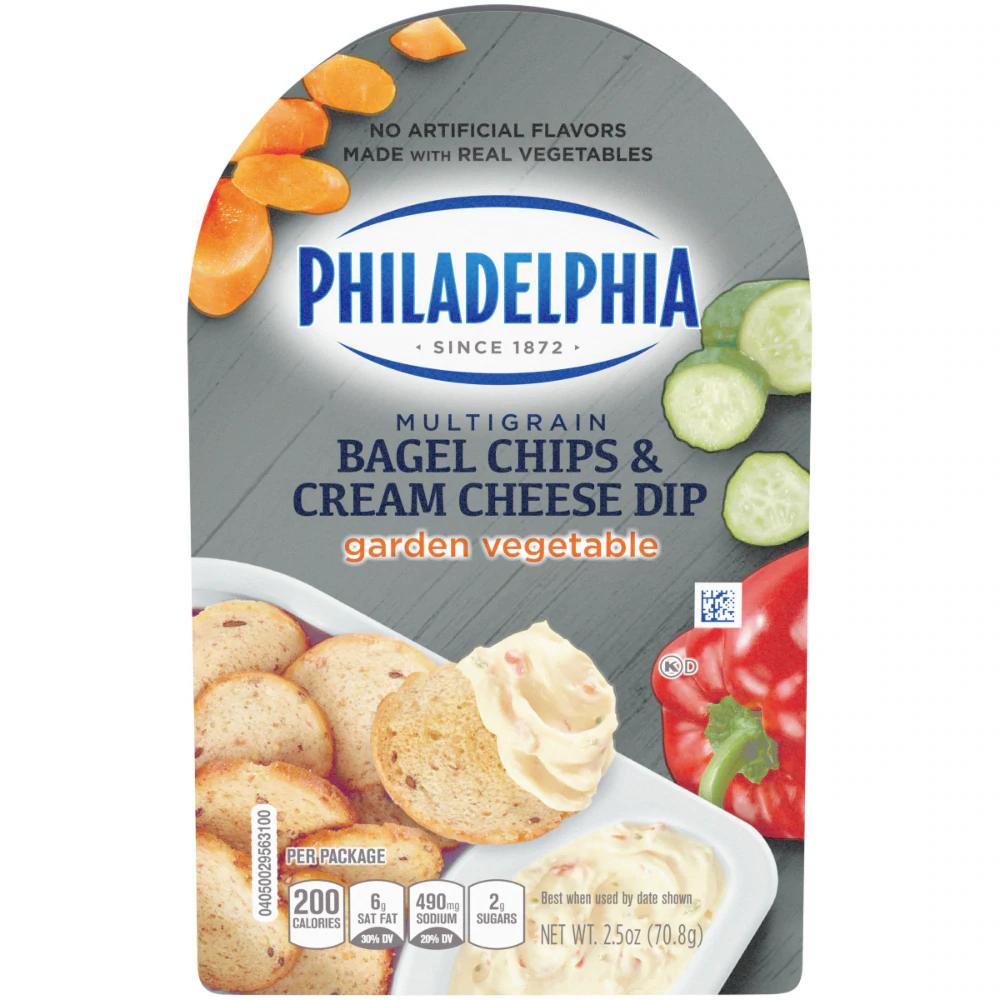 NO ARTIFICIAL FLAVORS
MADE WITH REAL VEGETABLES
PHILADELPHIA
SINCE 1872
MULTIGRAIN
BAGEL CHIPS &
CREAM CHEESE DIP
garden vegetable
K D
04050029563100
PER PACKAGE
200 CALORIES
6g SAT FAT 30% DV
490mg SODIUM 20% DV
2g SUGARS
Best when used by date shown
NET WT. 2.5oz (70.8g)